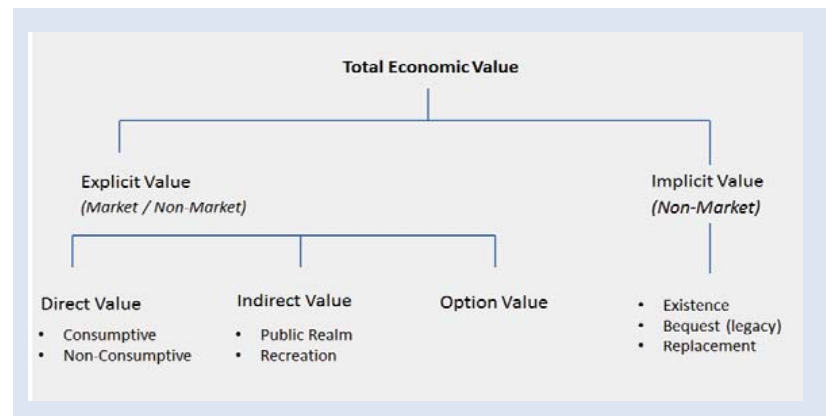 Total Economic Value
Explicit Value
(Market / Non-Market)
Implicit Value
(Non-Market)
Direct Value
• Consumptive
• Non-Consumptive
Indirect Value
• Public Realm
• Recreation
Option Value
• Existence
• Bequest (legacy)
• Replacement